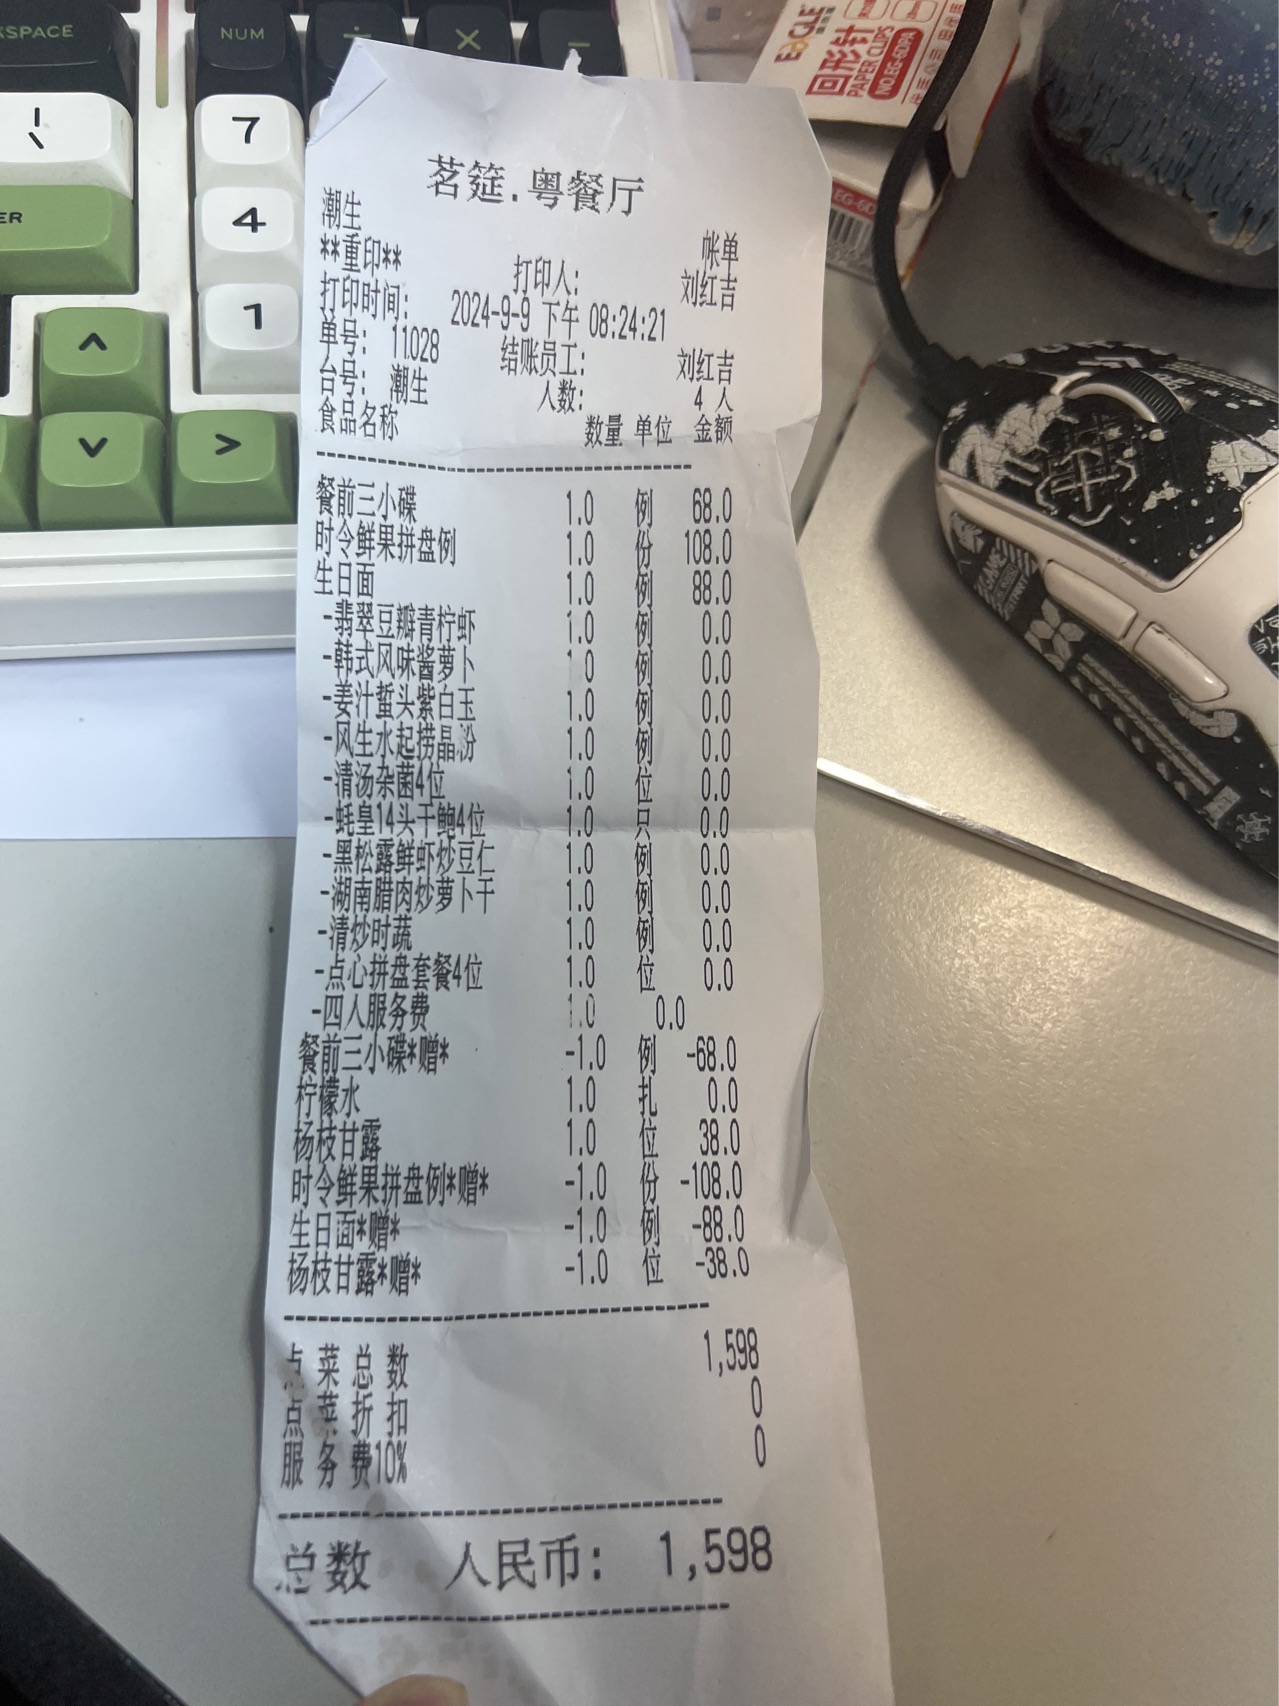 KSPACE
NUM
÷
×
−
7
4
1
ER
EOCAE
回形针
PAPER CLIPS
NO.EG-6DPA
EG-6D
茗筵.粤餐厅
潮生 帐单
**重印** 打印人: 刘红吉
打印时间: 2024-9-9 下午 08:24:21
单号: 11028 结账员工: 刘红吉
台号: 潮生 人数: 4 人
食品名称 数量 单位 金额
餐前三小碟 1.0 例 68.0
时令鲜果拼盘例 1.0 份 108.0
生日面 1.0 例 88.0
-翡翠豆瓣青柠虾 1.0 例 0.0
-韩式风味酱萝卜 1.0 例 0.0
-姜汁蜇头紫白玉 1.0 例 0.0
-风生水起捞晶粉 1.0 例 0.0
-清汤杂菌4位 1.0 位 0.0
-蚝皇14头干鲍4位 1.0 只 0.0
-黑松露鲜虾炒豆仁 1.0 例 0.0
-湖南腊肉炒萝卜干 1.0 例 0.0
-清炒时蔬 1.0 例 0.0
-点心拼盘套餐4位 1.0 位 0.0
-四人服务费 1.0 0.0
餐前三小碟*赠* -1.0 例 -68.0
柠檬水 1.0 扎 0.0
杨枝甘露 1.0 位 38.0
时令鲜果拼盘例*赠* -1.0 份 -108.0
生日面*赠* -1.0 例 -88.0
杨枝甘露*赠* -1.0 位 -38.0
点菜总数 1,598
点菜折扣 0
服务费10% 0
总数 人民币: 1,598